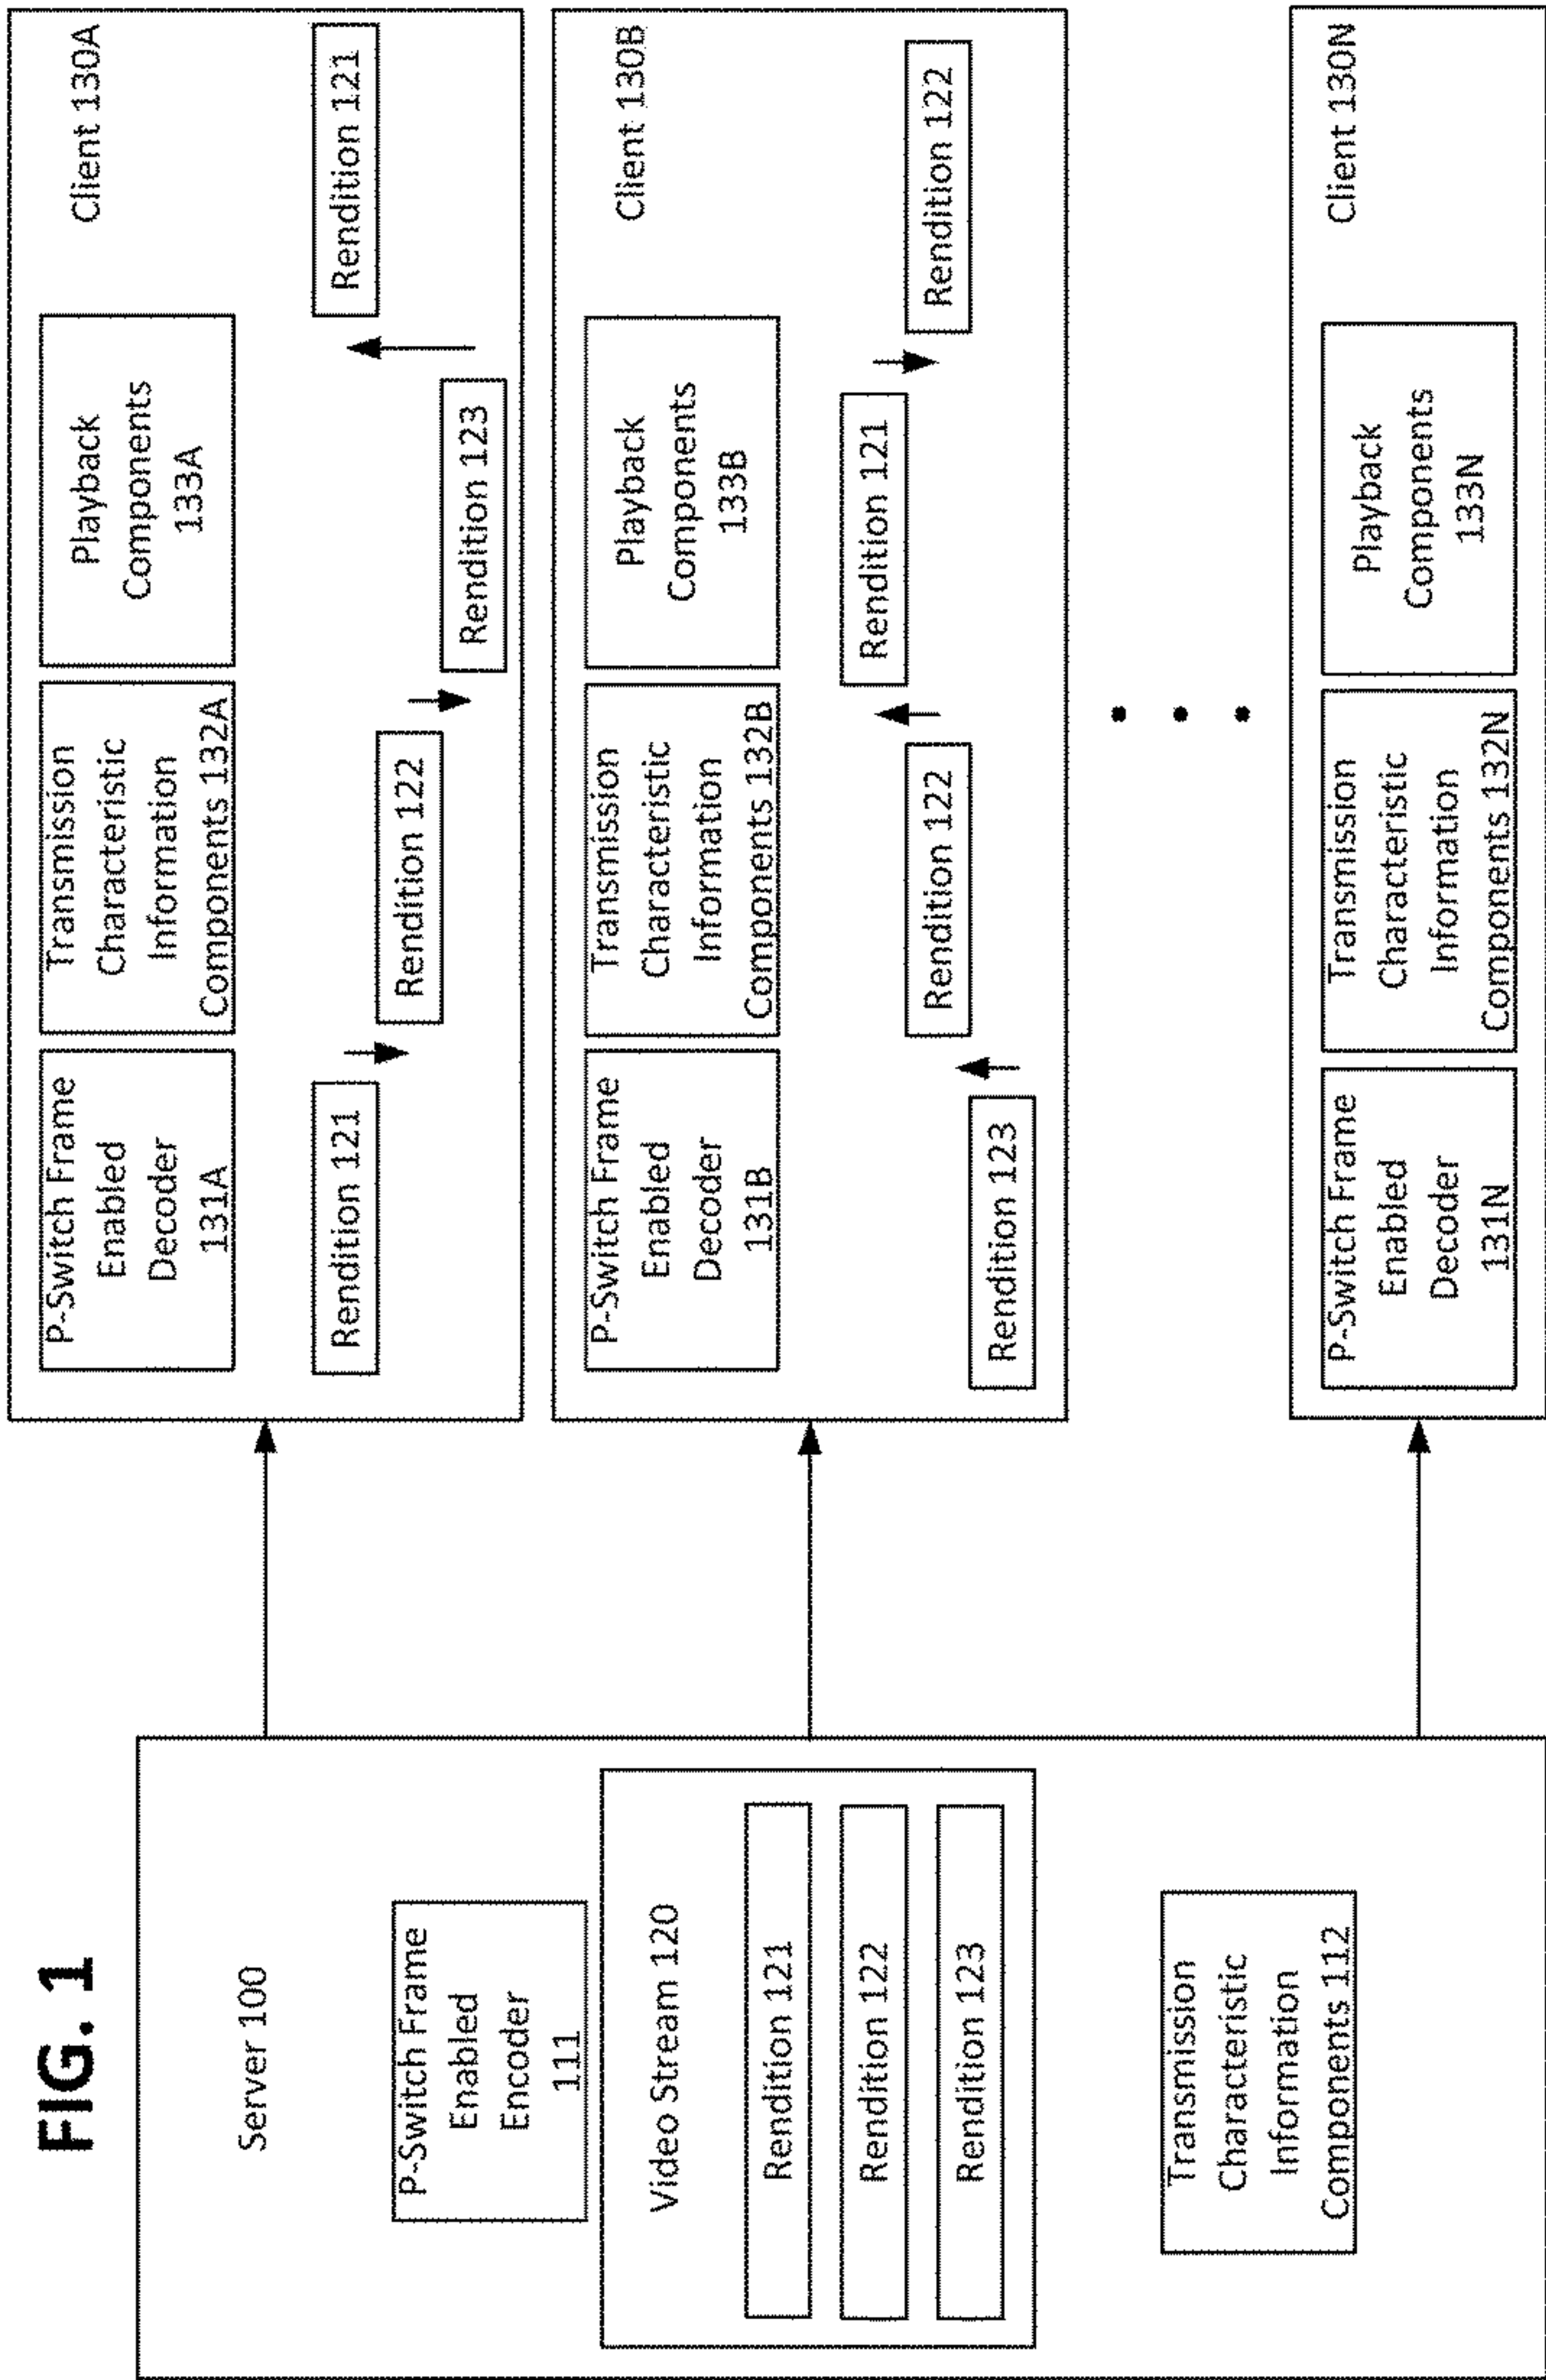 FIG. 1
Server 100
P-Switch Frame
Enabled
Encoder
111
Video Stream 120
Rendition 121
Rendition 122
Rendition 123
Transmission
Characteristic
Information
Components 112
Client 130A
P-Switch Frame
Enabled
Decoder
131A
Transmission
Characteristic
Information
Components 132A
Playback
Components
133A
Rendition 121
Rendition 122
Rendition 123
Rendition 121
Client 130B
P-Switch Frame
Enabled
Decoder
131B
Transmission
Characteristic
Information
Components 132B
Playback
Components
133B
Rendition 123
Rendition 122
Rendition 121
Rendition 122
Client 130N
P-Switch Frame
Enabled
Decoder
131N
Transmission
Characteristic
Information
Components 132N
Playback
Components
133N